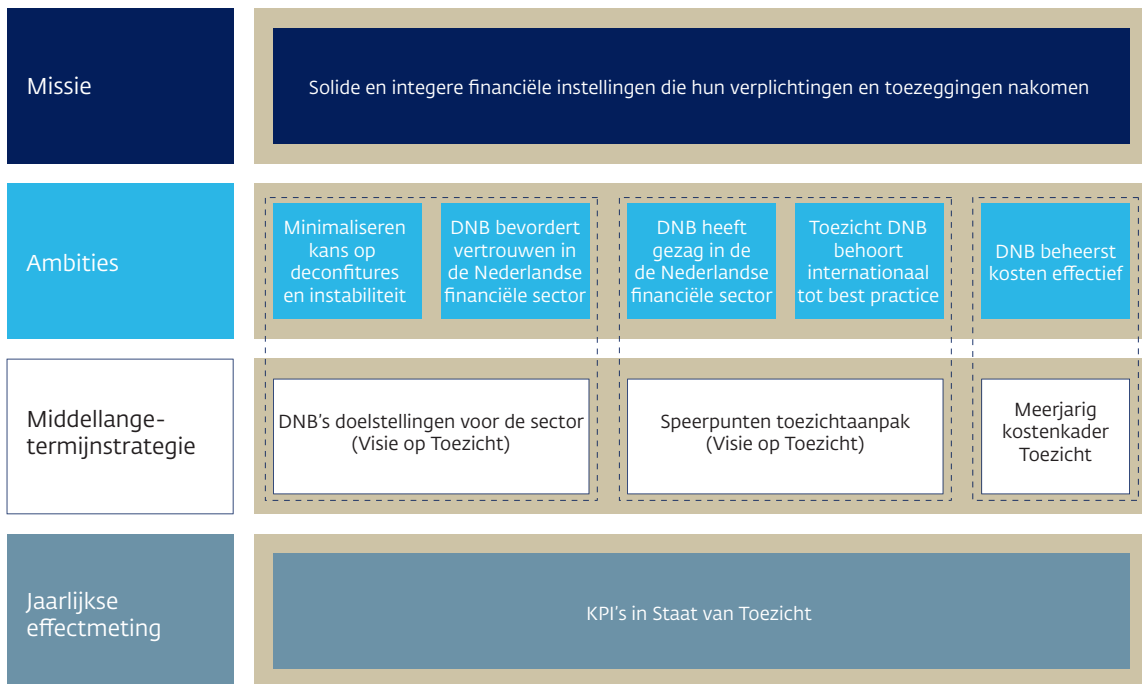 Missie
Solide en integere financiële instellingen die hun verplichtingen en toezeggingen nakomen
Ambities
Minimaliseren
kans op
deconfitures
en instabiliteit
DNB bevordert
vertrouwen in
de Nederlandse
financiële sector
DNB heeft
gezag in de
de Nederlandse
financiële sector
Toezicht DNB
behoort
internationaal
tot best practice
DNB beheerst
kosten effectief
Middellange-
termijnstrategie
DNB's doelstellingen voor de sector
(Visie op Toezicht)
Speerpunten toezichtaanpak
(Visie op Toezicht)
Meerjarig
kostenkader
Toezicht
Jaarlijkse
effectmeting
KPI's in Staat van Toezicht